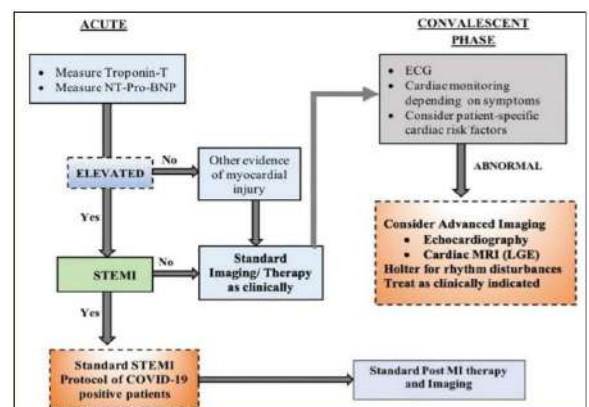 ACUTE
• Measure Troponin-T
• Measure NT-Pro-BNP
ELEVATED
No
Other evidence
of myocardial
injury
Yes
STEMI
No
Standard
Imaging/ Therapy
as clinically
Yes
Standard STEMI
Protocol of COVID-19
positive patients
Standard Post MI therapy
and Imaging
CONVALESCENT
PHASE
• ECG
• Cardiac monitoring
depending on symptoms
• Consider patient-specific
cardiac risk factors
ABNORMAL
Consider Advanced Imaging
• Echocardiography
• Cardiac MRI (LGE)
Holter for rhythm disturbances
Treat as clinically indicated